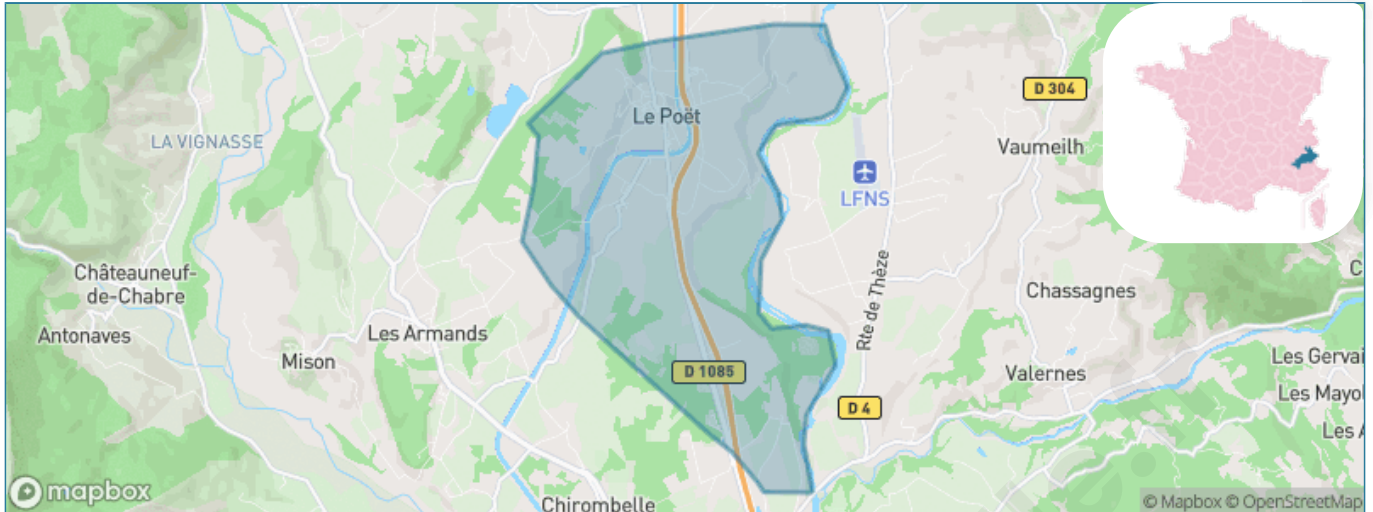 Le Poët
D 304
LA VIGNASSE
Vaumeilh
LFNS
Rte de Thèze
Châteauneuf-
de-Chabre
Chassagnes
Antonaves
Les Armands
Mison
D 1085
Valernes
Les Gervai
Les Mayol
D 4
Les A
mapbox
Chirombelle
© Mapbox © OpenStreetMap